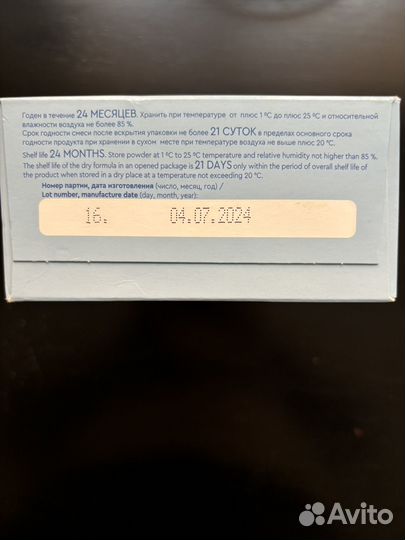 Годен в течение 24 МЕСЯЦЕВ. Хранить при температуре от плюс 1 ºС до плюс 25 ºС и относительной
влажности воздуха не более 85 %.
Срок годности смеси после вскрытия упаковки не более 21 СУТОК в пределах основного срока
годности продукта при хранении в сухом месте при температуре воздуха не выше плюс 20 ºС.
Shelf life 24 MONTHS. Store powder at 1 ºC to 25 ºC temperature and relative humidity not higher than 85 %.
The shelf life of the dry formula in an opened package is 21 DAYS only within the period of overall shelf life of
the product when stored in a dry place at a temperature not exceeding 20 ºC.
Номер партии, дата изготовления (число, месяц, год) /
Lot number, manufacture date (day, month, year):
16. 04.07.2024
Avito